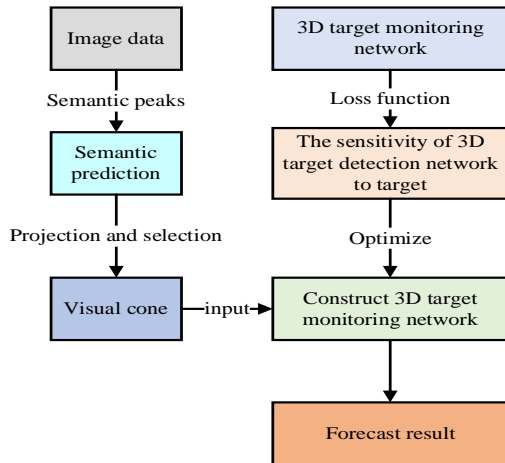 Image data
Semantic peaks
Semantic
prediction
Projection and selection
Visual cone
input
3D target monitoring
network
Loss function
The sensitivity of 3D
target detection network
to target
Optimize
Construct 3D target
monitoring network
Forecast result